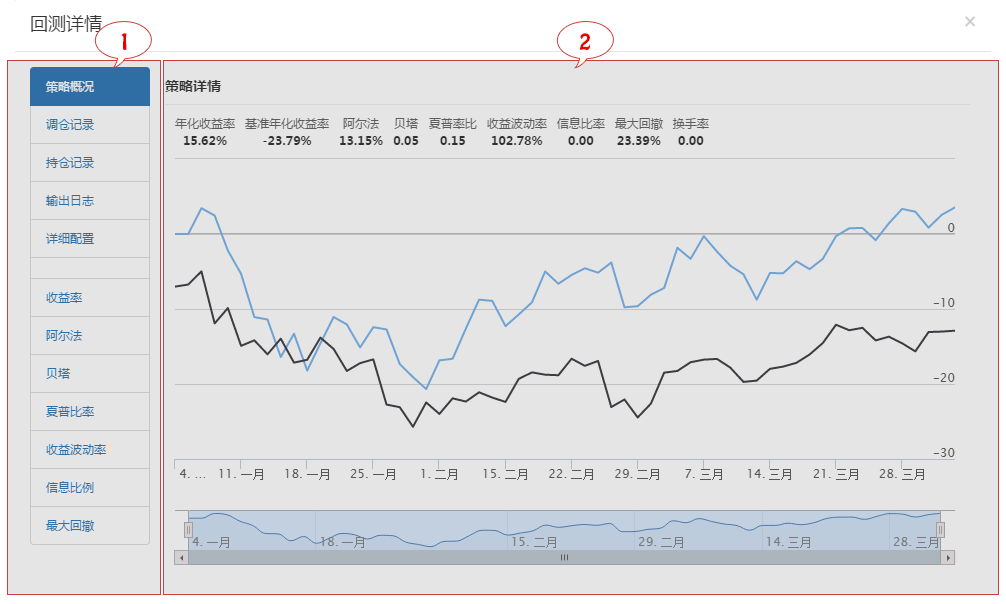 回测详情
×
1
2
策略概况
调仓记录
持仓记录
输出日志
详细配置
收益率
阿尔法
贝塔
夏普比率
收益波动率
信息比例
最大回撤
策略详情
年化收益率 基准年化收益率 阿尔法 贝塔 夏普率比 收益波动率 信息比率 最大回撤 换手率
15.62% -23.79% 13.15% 0.05 0.15 102.78% 0.00 23.39% 0.00
0
-10
-20
-30
4. ... 11. 一月 18. 一月 25. 一月 1. 二月 15. 二月 22. 二月 29. 二月 7. 三月 14. 三月 21. 三月 28. 三月
4. 一月 18. 一月 15. 二月 29. 二月 14. 三月 28. 三月